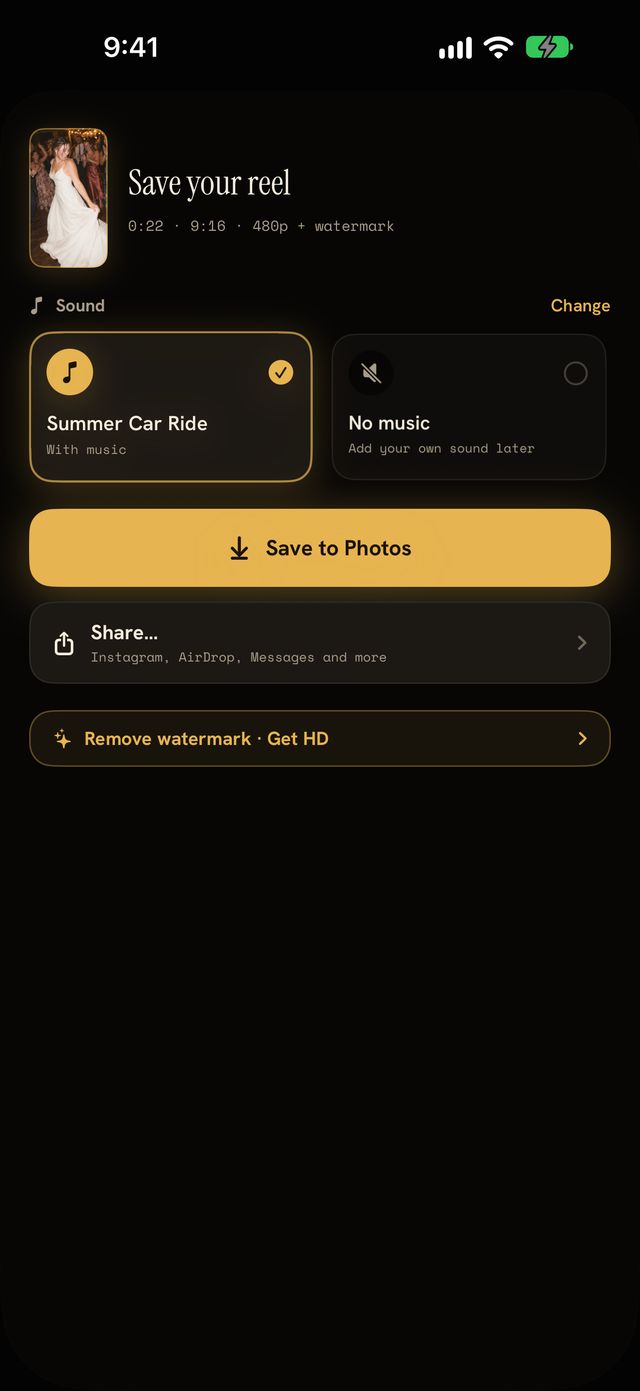 9:41
Save your reel
0:22 · 9:16 · 480p + watermark
Sound
Change
Summer Car Ride
With music
No music
Add your own sound later
Save to Photos
Share...
Instagram, AirDrop, Messages and more
Remove watermark · Get HD